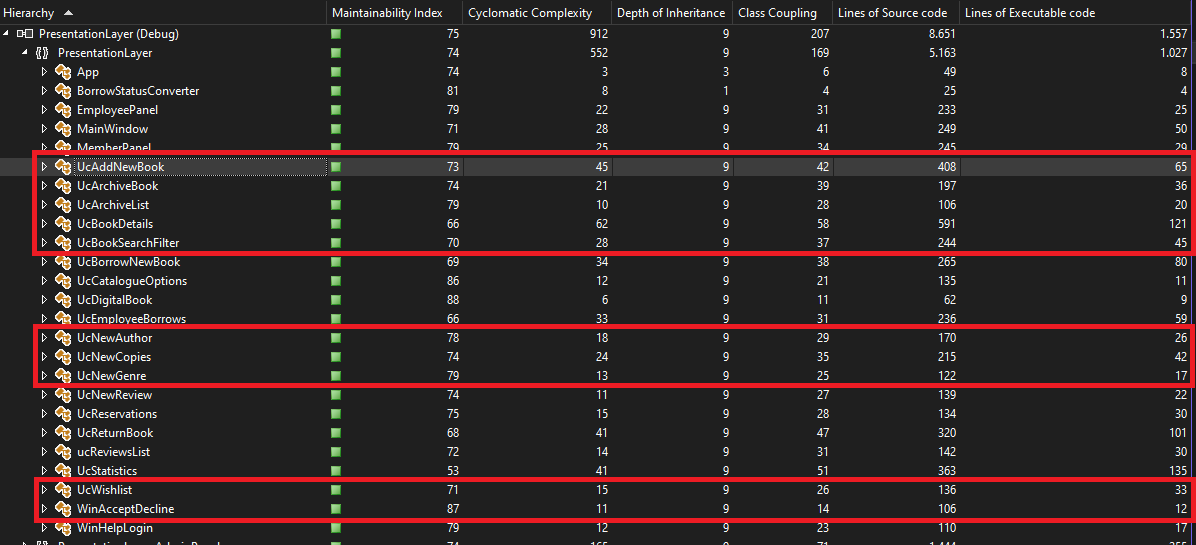 Hierarchy Maintainability Index Cyclomatic Complexity Depth of Inheritance Class Coupling Lines of Source code Lines of Executable code
PresentationLayer (Debug) 75 912 9 207 8.651 1.557
PresentationLayer 74 552 9 169 5.163 1.027
App 74 3 3 6 49 8
BorrowStatusConverter 81 8 1 4 25 4
EmployeePanel 79 22 9 31 233 25
MainWindow 71 28 9 41 249 50
MemberPanel 79 25 9 34 245 29
UcAddNewBook 73 45 9 42 408 65
UcArchiveBook 74 21 9 39 197 36
UcArchiveList 79 10 9 28 106 20
UcBookDetails 66 62 9 58 591 121
UcBookSearchFilter 70 28 9 37 244 45
UcBorrowNewBook 69 34 9 38 265 80
UcCatalogueOptions 86 12 9 21 135 11
UcDigitalBook 88 6 9 11 62 9
UcEmployeeBorrows 66 33 9 31 236 59
UcNewAuthor 78 18 9 29 170 26
UcNewCopies 74 24 9 35 215 42
UcNewGenre 79 13 9 25 122 17
UcNewReview 74 11 9 27 139 22
UcReservations 75 15 9 28 134 30
UcReturnBook 68 41 9 47 320 101
ucReviewsList 72 14 9 31 142 30
UcStatistics 53 41 9 51 363 135
UcWishlist 71 15 9 26 136 33
WinAcceptDecline 87 11 9 14 106 12
WinHelpLogin 79 12 9 23 110 17